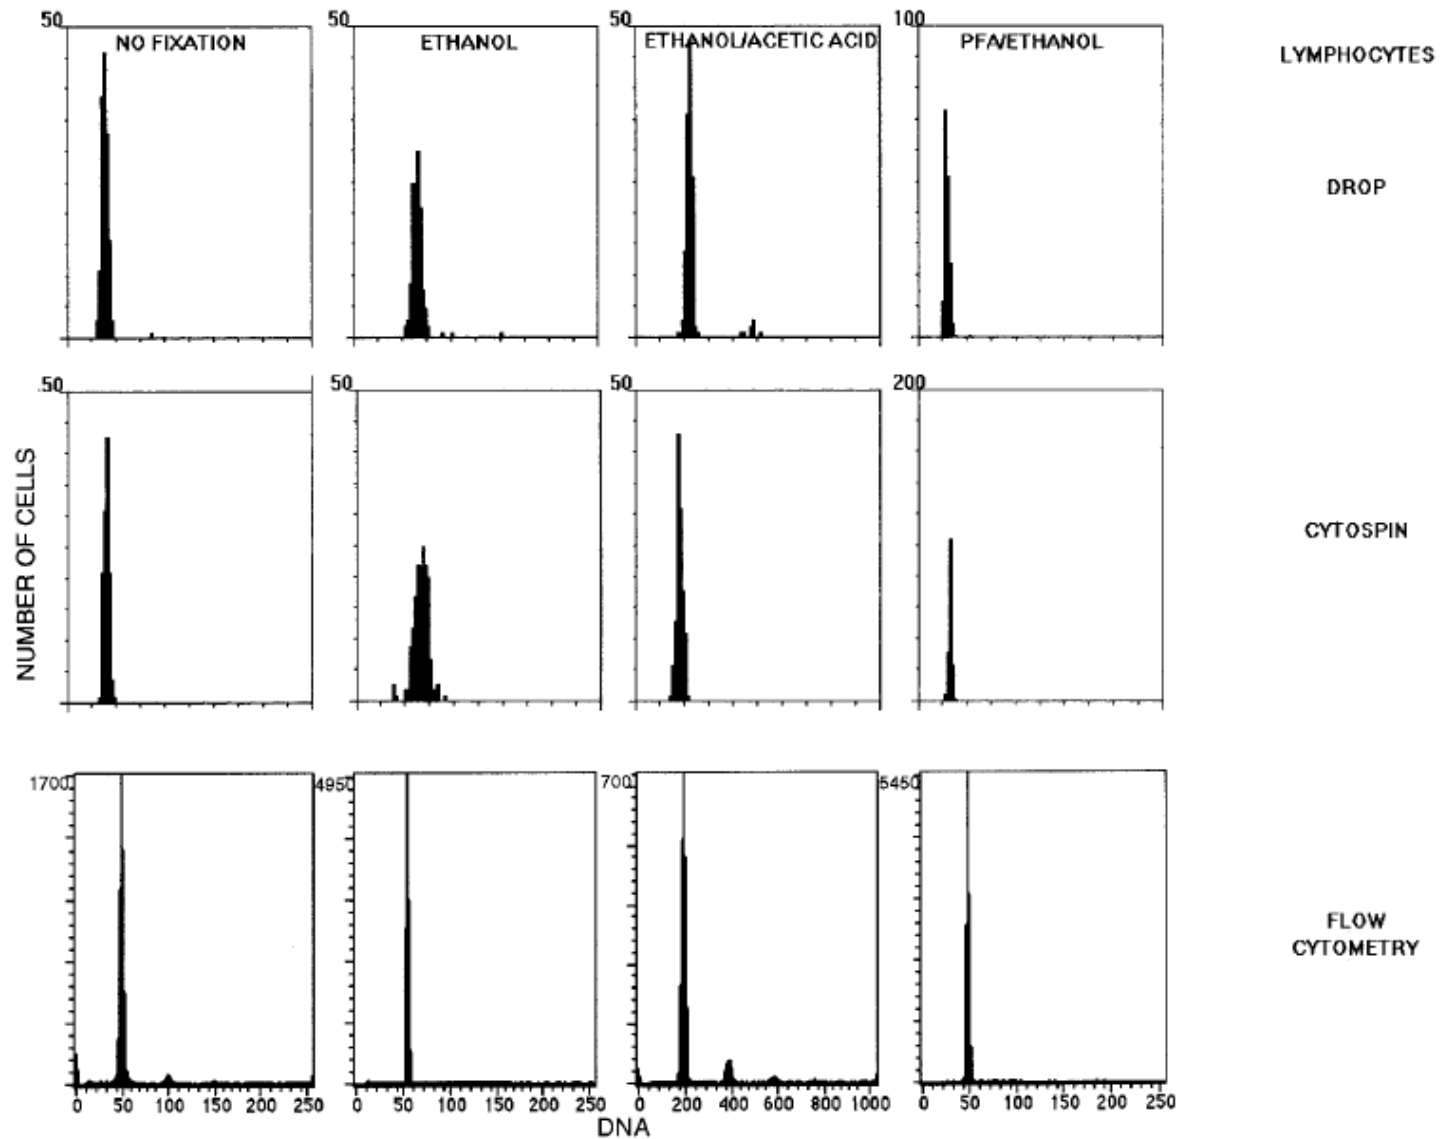 50 50 50 100
NO FIXATION ETHANOL ETHANOL/ACETIC ACID PFA/ETHANOL LYMPHOCYTES
DROP
50 50 50 200
NUMBER OF CELLS
CYTOSPIN
1700 4950 700 5450
FLOW
CYTOMETRY
0 50 100 150 200 250 0 50 100 150 200 250 0 200 400 600 800 1000 0 50 100 150 200 250
DNA